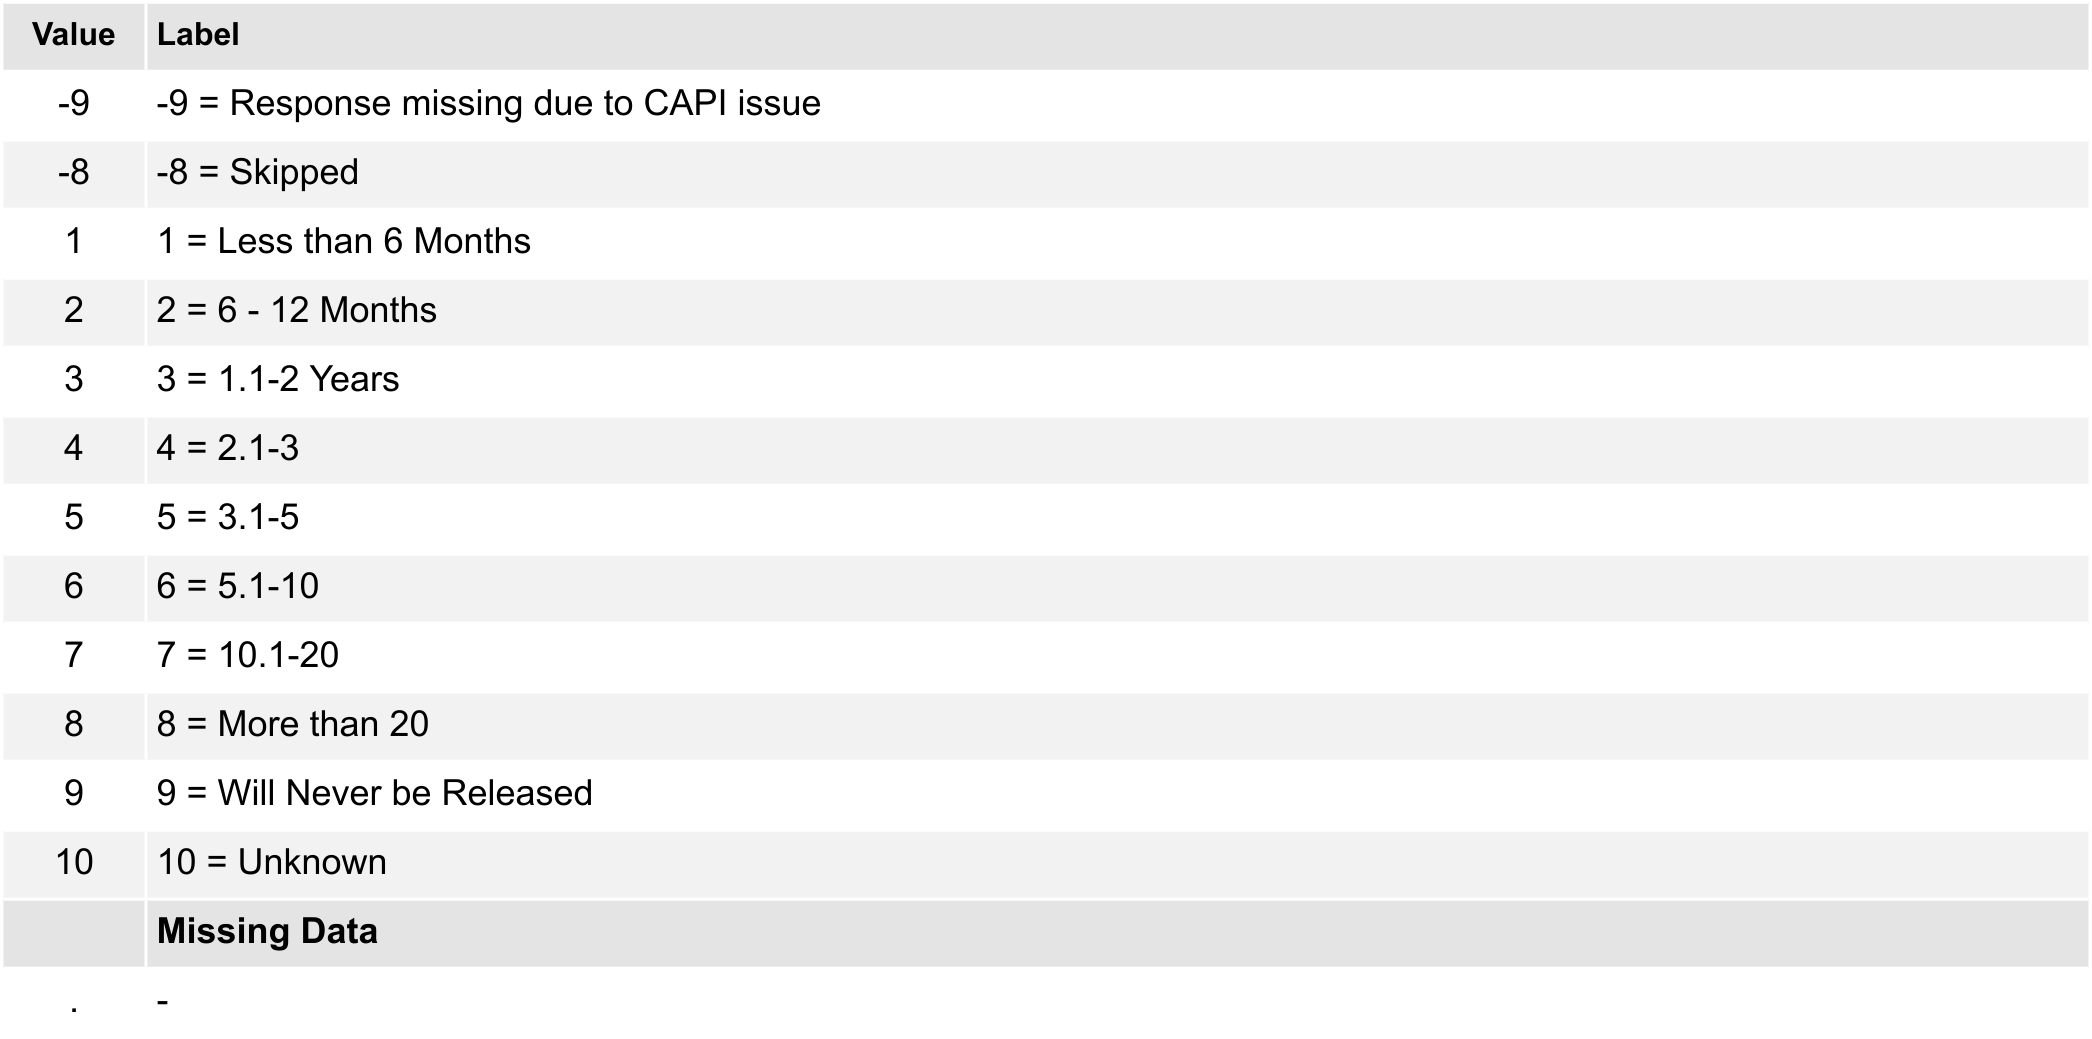 Value Label
-9 -9 = Response missing due to CAPI issue
-8 -8 = Skipped
1 1 = Less than 6 Months
2 2 = 6 - 12 Months
3 3 = 1.1-2 Years
4 4 = 2.1-3
5 5 = 3.1-5
6 6 = 5.1-10
7 7 = 10.1-20
8 8 = More than 20
9 9 = Will Never be Released
10 10 = Unknown
Missing Data
. -